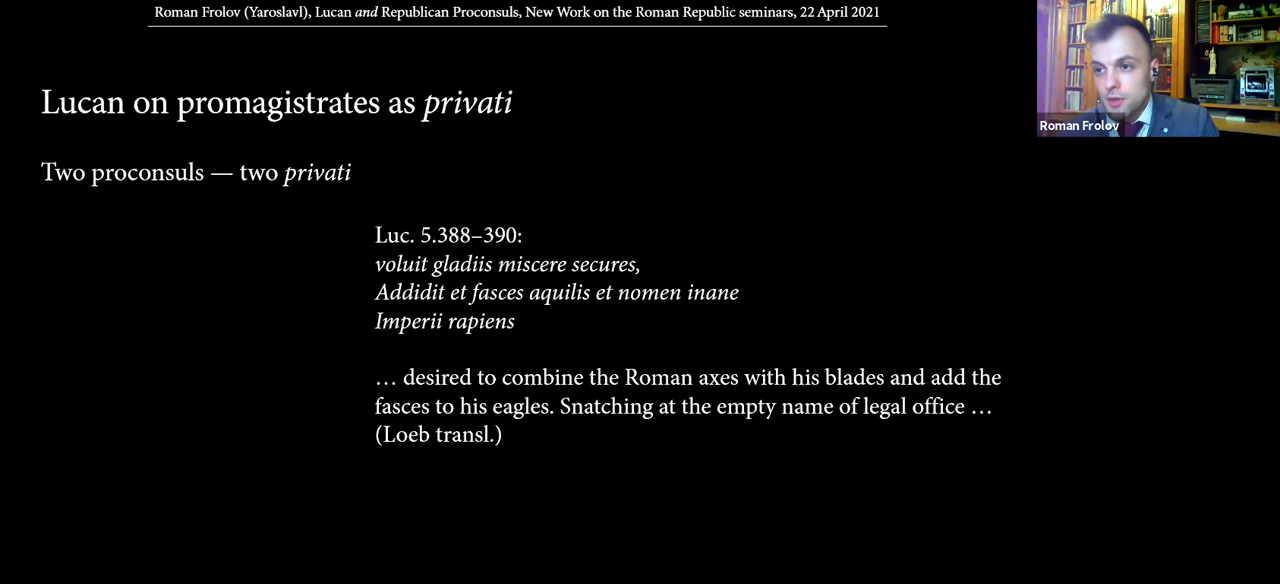 Roman Frolov (Yaroslavl), Lucan and Republican Proconsuls, New Work on the Roman Republic seminars, 22 April 2021
Lucan on promagistrates as privati
Roman Frolov
Two proconsuls — two privati
Luc. 5.388–390:
voluit gladiis miscere secures,
Addidit et fasces aquilis et nomen inane
Imperii rapiens
… desired to combine the Roman axes with his blades and add the
fasces to his eagles. Snatching at the empty name of legal office …
(Loeb transl.)